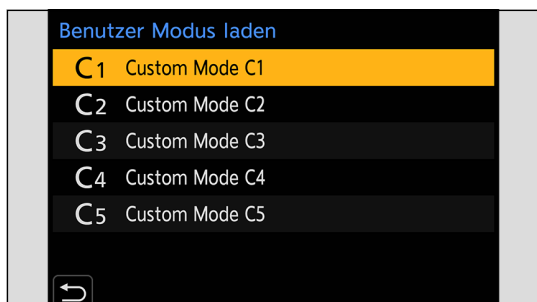 Benutzer Modus laden
C1 Custom Mode C1
C2 Custom Mode C2
C3 Custom Mode C3
C4 Custom Mode C4
C5 Custom Mode C5